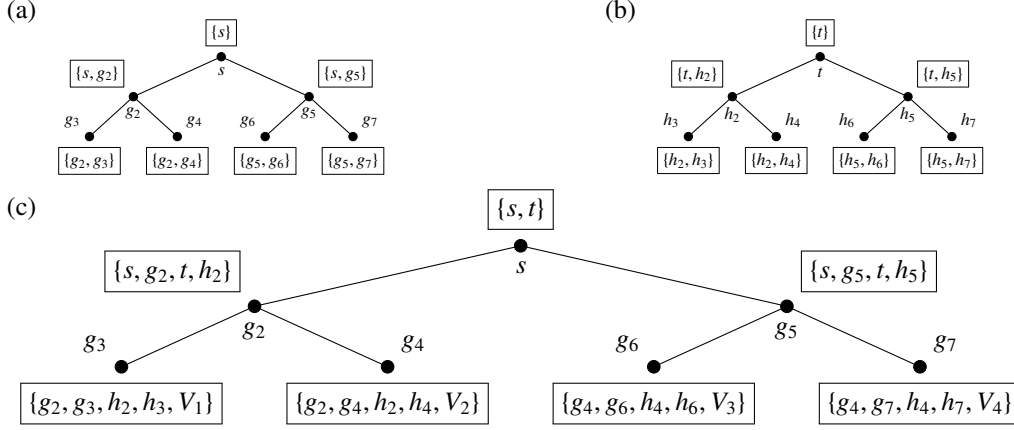 (a)
{s}
s
{s, g₂}
{s, g₅}
g₃
g₂
g₄
g₆
g₅
g₇
{g₂, g₃}
{g₂, g₄}
{g₅, g₆}
{g₅, g₇}
(b)
{t}
t
{t, h₂}
{t, h₅}
h₃
h₂
h₄
h₆
h₅
h₇
{h₂, h₃}
{h₂, h₄}
{h₅, h₆}
{h₅, h₇}
(c)
{s, t}
s
{s, g₂, t, h₂}
{s, g₅, t, h₅}
g₃
g₂
g₄
g₆
g₅
g₇
{g₂, g₃, h₂, h₃, V₁}
{g₂, g₄, h₂, h₄, V₂}
{g₄, g₆, h₄, h₆, V₃}
{g₄, g₇, h₄, h₇, V₄}